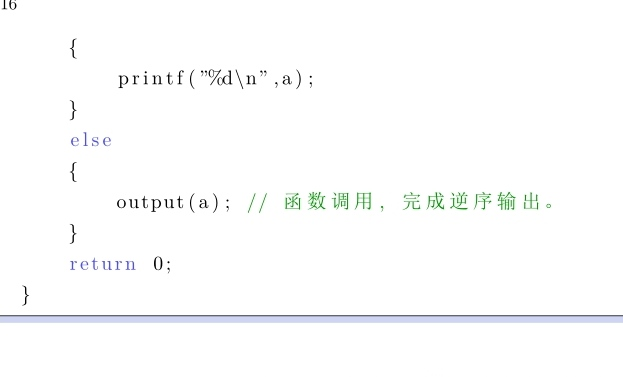 16
{
printf("%d\n",a);
}
else
{
output(a); // 函数调用，完成逆序输出。
}
return 0;
}